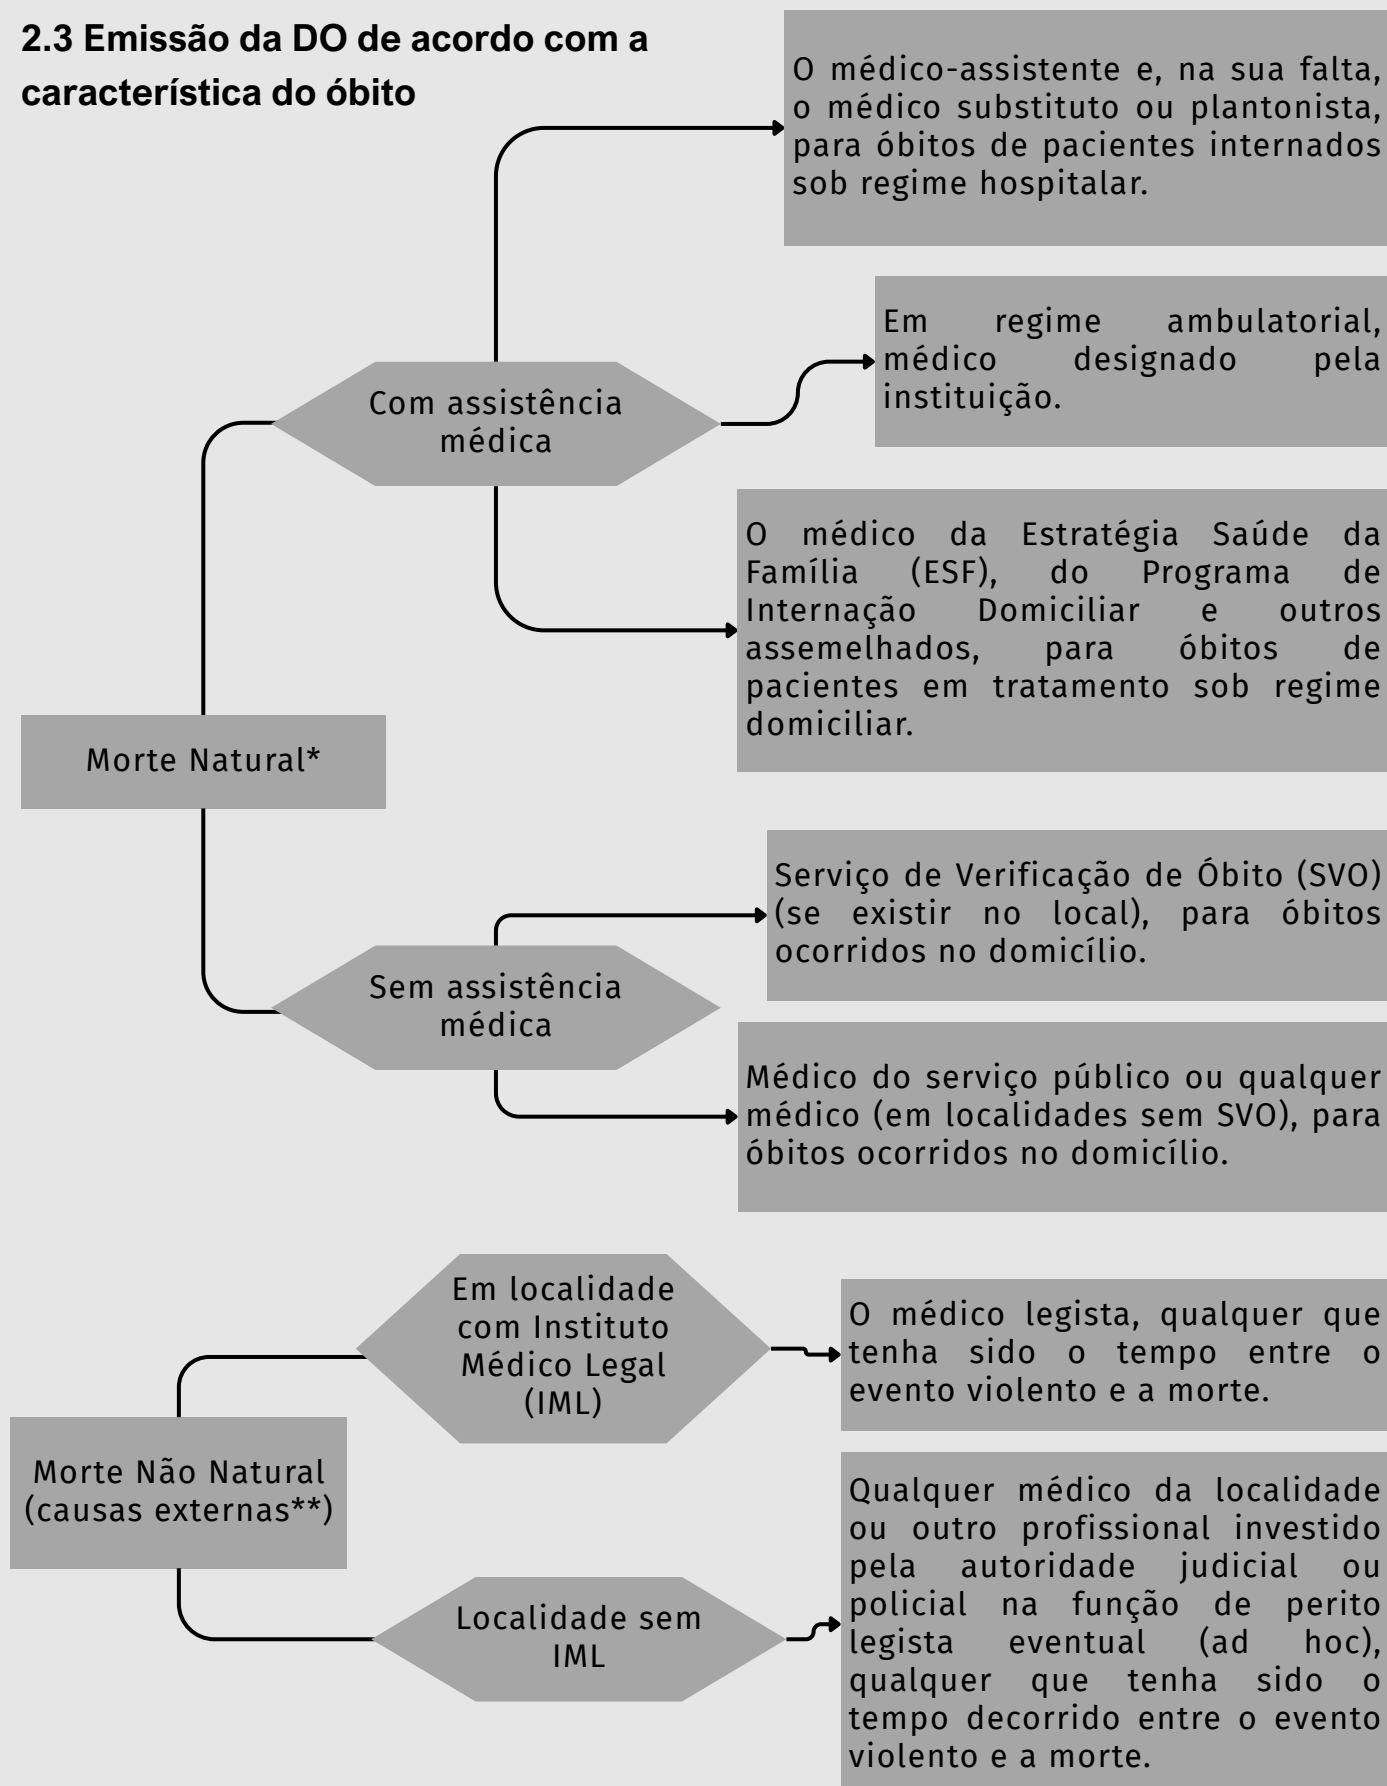 2.3 Emissão da DO de acordo com a
característica do óbito
O médico-assistente e, na sua falta,
o médico substituto ou plantonista,
para óbitos de pacientes internados
sob regime hospitalar.
Em regime ambulatorial,
médico designado pela
instituição.
Com assistência
médica
O médico da Estratégia Saúde da
Família (ESF), do Programa de
Internação Domiciliar e outros
assemelhados, para óbitos de
pacientes em tratamento sob regime
domiciliar.
Morte Natural*
Serviço de Verificação de Óbito (SVO)
(se existir no local), para óbitos
ocorridos no domicílio.
Sem assistência
médica
Médico do serviço público ou qualquer
médico (em localidades sem SVO), para
óbitos ocorridos no domicílio.
Em localidade
com Instituto
Médico Legal
(IML)
O médico legista, qualquer que
tenha sido o tempo entre o
evento violento e a morte.
Morte Não Natural
(causas externas**)
Localidade sem
IML
Qualquer médico da localidade
ou outro profissional investido
pela autoridade judicial ou
policial na função de perito
legista eventual (ad hoc),
qualquer que tenha sido o
tempo decorrido entre o evento
violento e a morte.